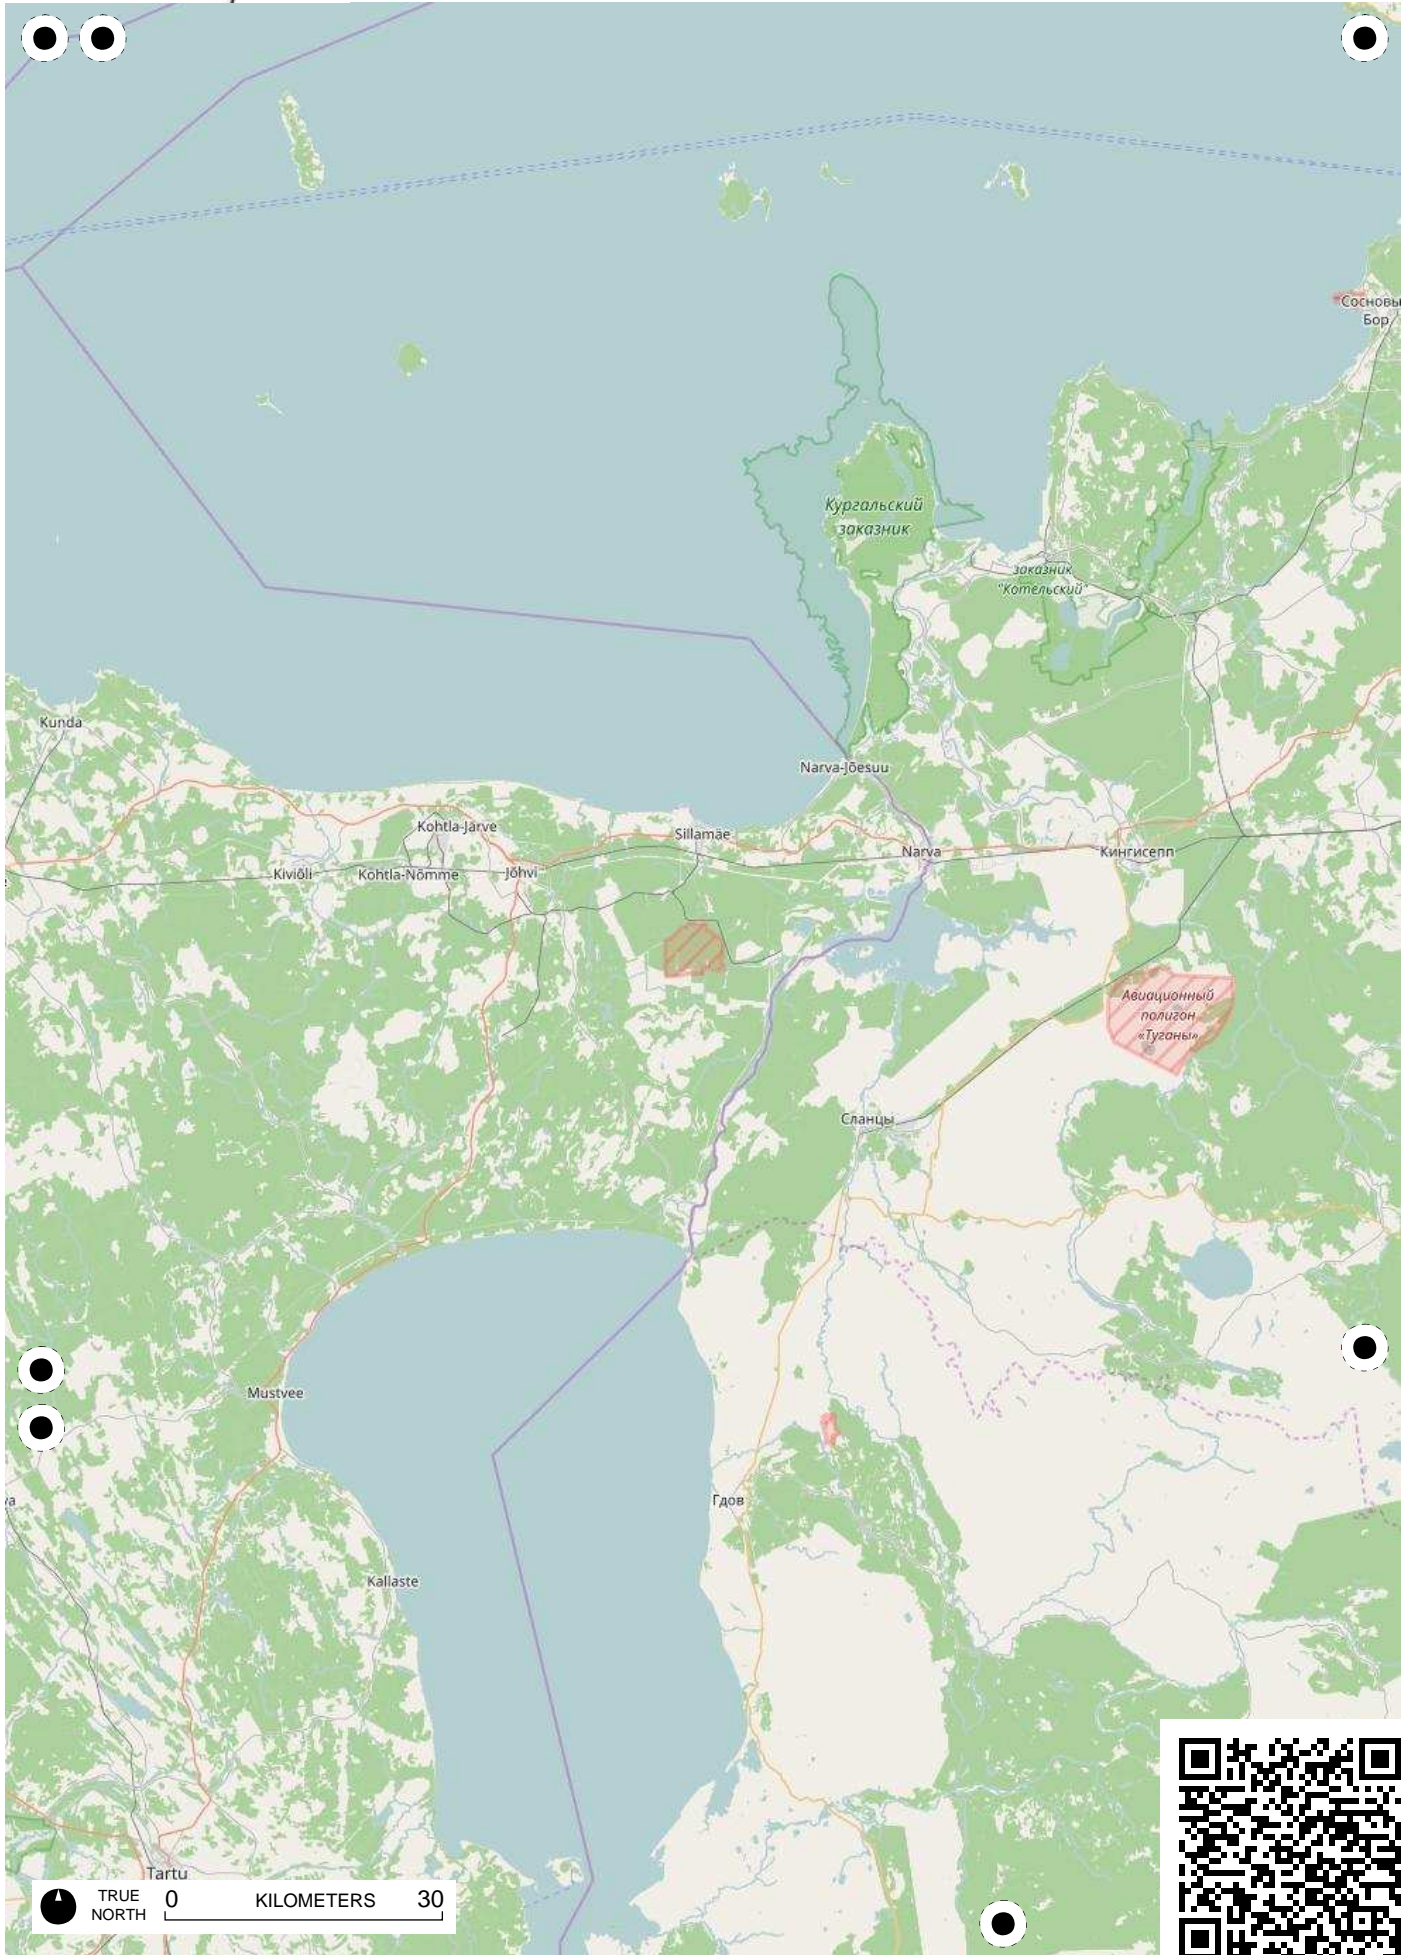 Сосновы
Бор
Кургальский
заказник
заказник
"Котельский"
Kunda
Narva-Jõesuu
Kohtla-Järve
Sillamäe
Narva
Кингисепп
Kiviõli
Kohtla-Nõmme
Jõhvi
Авиационный
полигон
«Туганы»
Сланцы
Mustvee
Гдов
Kallaste
Tartu
TRUE
NORTH
0 KILOMETERS 30